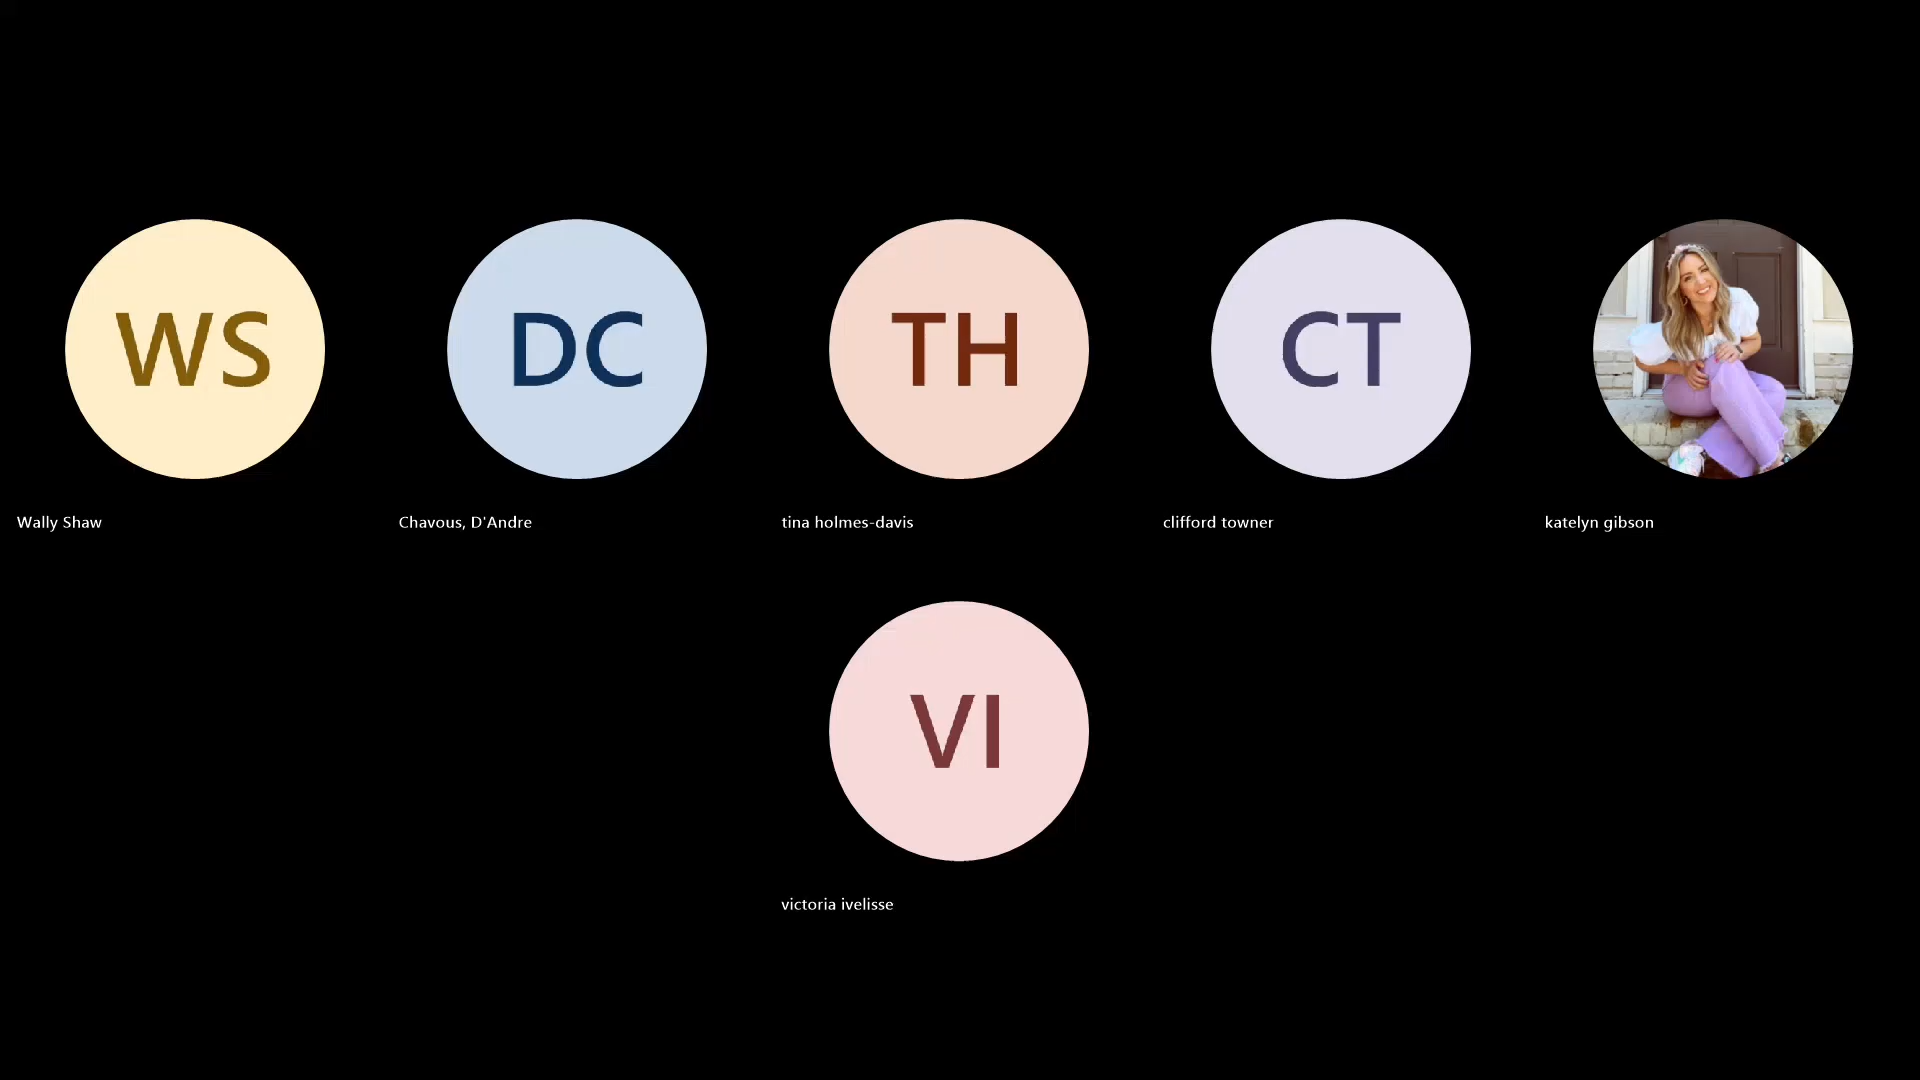 WS
DC
TH
CT
Wally Shaw
Chavous, D'Andre
tina holmes-davis
clifford towner
katelyn gibson
VI
victoria ivelisse